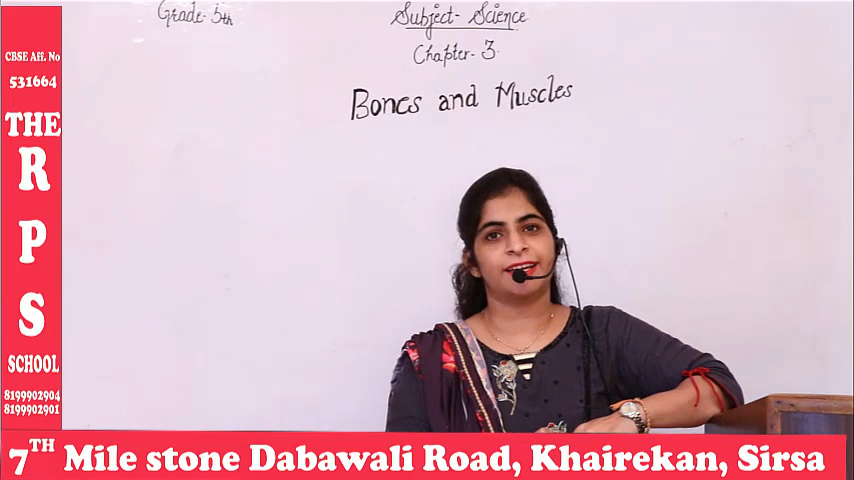 Grade-5th
Subject- Science
Chapter-3
Bones and Muscles
CBSE Aff. No
531664
THE
R
P
S
SCHOOL
8199902904
8199902901
7TH Mile stone Dabawali Road, Khairekan, Sirsa